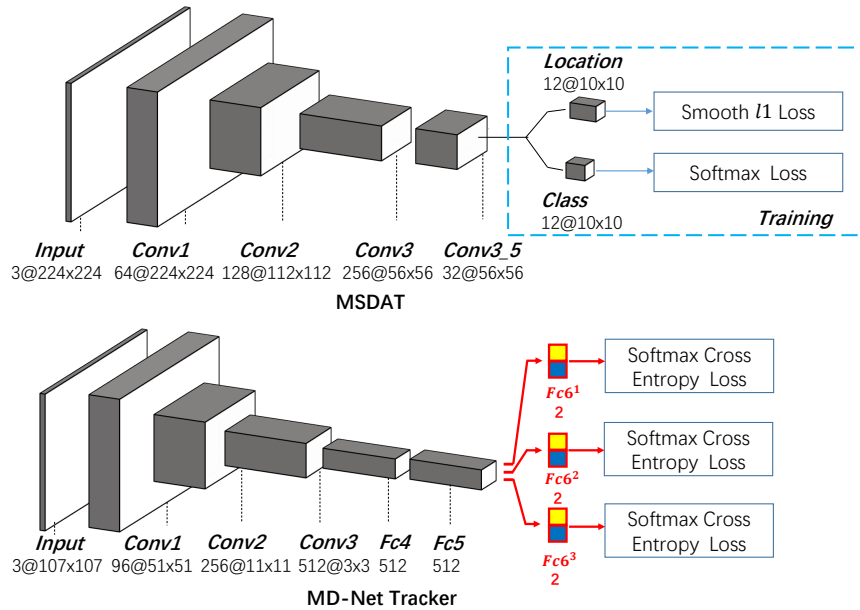 Location
12@10x10
Smooth l1 Loss
Softmax Loss
Class
12@10x10
Training
Input
3@224x224
Conv1
64@224x224
Conv2
128@112x112
Conv3
256@56x56
Conv3_5
32@56x56
MSDAT
Fc6¹
2
Softmax Cross
Entropy Loss
Fc6²
2
Softmax Cross
Entropy Loss
Fc6³
2
Softmax Cross
Entropy Loss
Input
3@107x107
Conv1
96@51x51
Conv2
256@11x11
Conv3
512@3x3
Fc4
512
Fc5
512
MD-Net Tracker